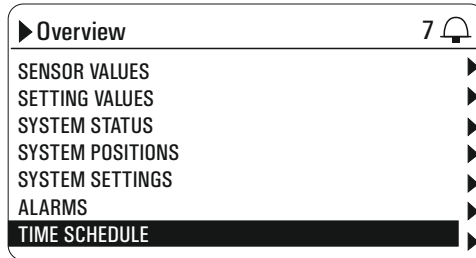 Overview 7
SENSOR VALUES
SETTING VALUES
SYSTEM STATUS
SYSTEM POSITIONS
SYSTEM SETTINGS
ALARMS
TIME SCHEDULE